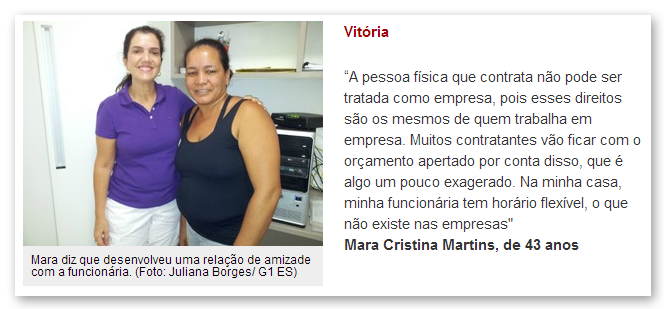 Vitória
“A pessoa física que contrata não pode ser
tratada como empresa, pois esses direitos
são os mesmos de quem trabalha em
empresa. Muitos contratantes vão ficar com o
orçamento apertado por conta disso, que é
algo um pouco exagerado. Na minha casa,
minha funcionária tem horário flexível, o que
não existe nas empresas"
Mara Cristina Martins, de 43 anos
Mara diz que desenvolveu uma relação de amizade
com a funcionária. (Foto: Juliana Borges/ G1 ES)